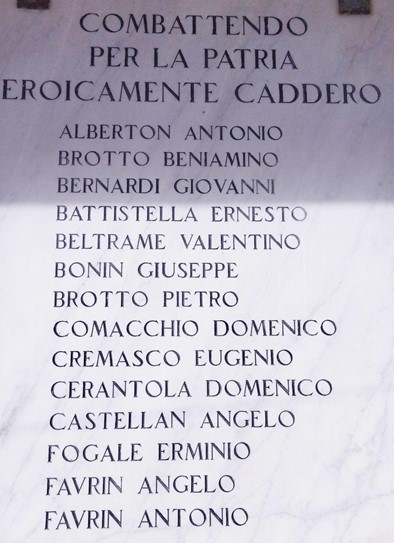 COMBATTENDO
PER LA PATRIA
EROICAMENTE CADDERO
ALBERTON ANTONIO
BROTTO BENIAMINO
BERNARDI GIOVANNI
BATTISTELLA ERNESTO
BELTRAME VALENTINO
BONIN GIUSEPPE
BROTTO PIETRO
COMACCHIO DOMENICO
CREMASCO EUGENIO
CERANTOLA DOMENICO
CASTELLAN ANGELO
FOGALE ERMINIO
FAVRIN ANGELO
FAVRIN ANTONIO